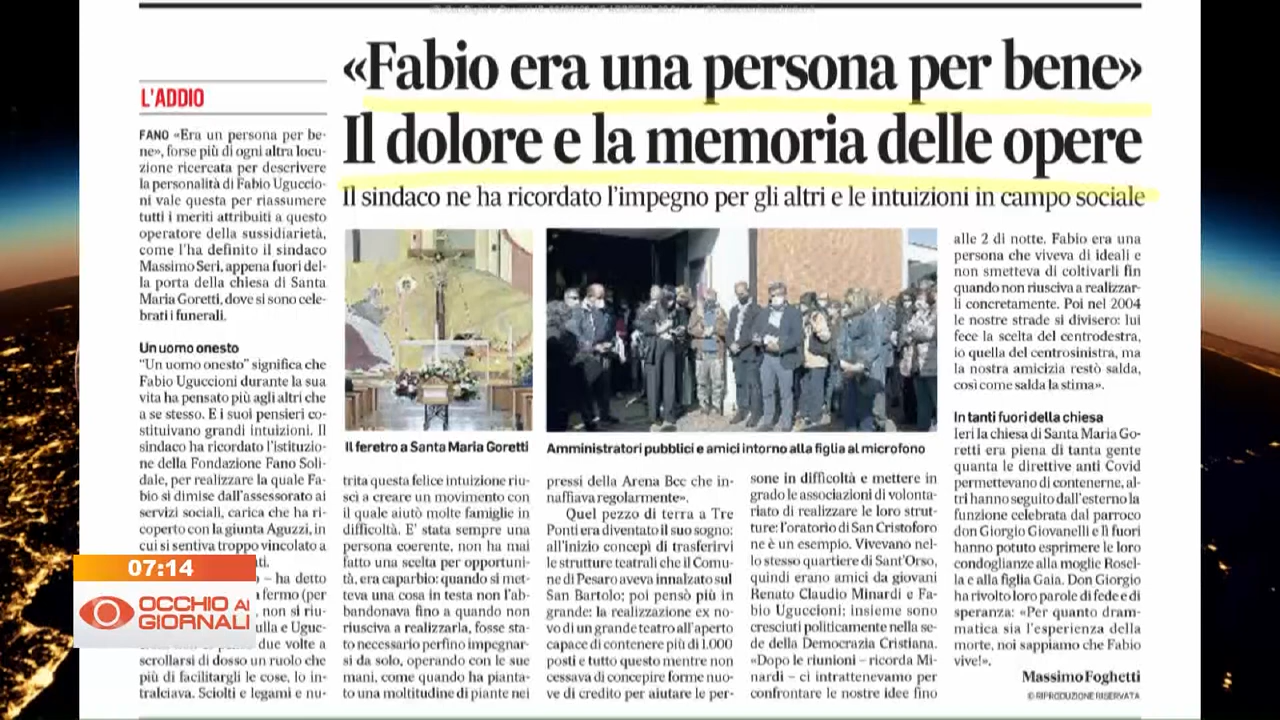 L'ADDIO
«Fabio era una persona per bene»
Il dolore e la memoria delle opere
Il sindaco ne ha ricordato l'impegno per gli altri e le intuizioni in campo sociale
FANO «Era un persona per be-
ne», forse più di ogni altra locu-
zione ricercata per descrivere
la personalità di Fabio Uguccio-
ni vale questa per riassumere
tutti i meriti attribuiti a questo
operatore della sussidiarietà,
come l'ha definito il sindaco
Massimo Seri, appena fuori del-
la porta della chiesa di Santa
Maria Goretti, dove si sono cele-
brati i funerali.
Un uomo onesto
"Un uomo onesto" significa che
Fabio Uguccioni durante la sua
vita ha pensato più agli altri che
a se stesso. E i suoi pensieri co-
stituivano grandi intuizioni. Il
sindaco ha ricordato l'istituzio-
ne della Fondazione Fano Soli-
dale, per realizzare la quale Fa-
bio si dimise dall'assessorato ai
servizi sociali, carica che ha ri-
coperto con la giunta Aguzzi, in
cui si sentiva troppo vincolato a
ti.
– ha detto
a fermo (per
, non si riu-
ulla e Uguc-
due volte a
scrollarsi di dosso un ruolo che
più di facilitargli le cose, lo in-
tralciava. Sciolti e legami e nu-
Il feretro a Santa Maria Goretti
trita questa felice intuizione riu-
scì a creare un movimento con
il quale aiutò molte famiglie in
difficoltà. E' stata sempre una
persona coerente, non ha mai
fatto una scelta per opportuni-
tà, era caparbio: quando si met-
teva una cosa in testa non l'ab-
bandonava fino a quando non
riusciva a realizzarla, fosse sta-
to necessario perfino impegnar-
si da solo, operando con le sue
mani, come quando ha pianta-
to una moltitudine di piante nei
Amministratori pubblici e amici intorno alla figlia al microfono
pressi della Arena Bcc che in-
naffiava regolarmente».
Quel pezzo di terra a Tre
Ponti era diventato il suo sogno:
all'inizio concepì di trasferirvi
le strutture teatrali che il Comu-
ne di Pesaro aveva innalzato sul
San Bartolo; poi pensò più in
grande: la realizzazione ex no-
vo di un grande teatro all'aperto
capace di contenere più di 1.000
posti e tutto questo mentre non
cessava di concepire forme nuo-
ve di credito per aiutare le per-
sone in difficoltà e mettere in
grado le associazioni di volonta-
riato di realizzare le loro strut-
ture: l'oratorio di San Cristoforo
ne è un esempio. Vivevano nel-
lo stesso quartiere di Sant'Orso,
quindi erano amici da giovani
Renato Claudio Minardi e Fa-
bio Uguccioni; insieme sono
cresciuti politicamente nella se-
de della Democrazia Cristiana.
«Dopo le riunioni – ricorda Mi-
nardi – ci intrattenevamo per
confrontare le nostre idee fino
alle 2 di notte. Fabio era una
persona che viveva di ideali e
non smetteva di coltivarli fin
quando non riusciva a realizzar-
li concretamente. Poi nel 2004
le nostre strade si divisero: lui
fece la scelta del centrodestra,
io quella del centrosinistra, ma
la nostra amicizia restò salda,
così come salda la stima».
In tanti fuori della chiesa
Ieri la chiesa di Santa Maria Go-
retti era piena di tanta gente
quanta le direttive anti Covid
permettevano di contenerne, al-
tri hanno seguito dall'esterno la
funzione celebrata dal parroco
don Giorgio Giovanelli e lì fuori
hanno potuto esprimere le loro
condoglianze alla moglie Rosel-
la e alla figlia Gaia. Don Giorgio
ha rivolto loro parole di fede e di
speranza: «Per quanto dram-
matica sia l'esperienza della
morte, noi sappiamo che Fabio
vive!».
Massimo Foghetti
© RIPRODUZIONE RISERVATA
07:14
OCCHIO AI
GIORNALI